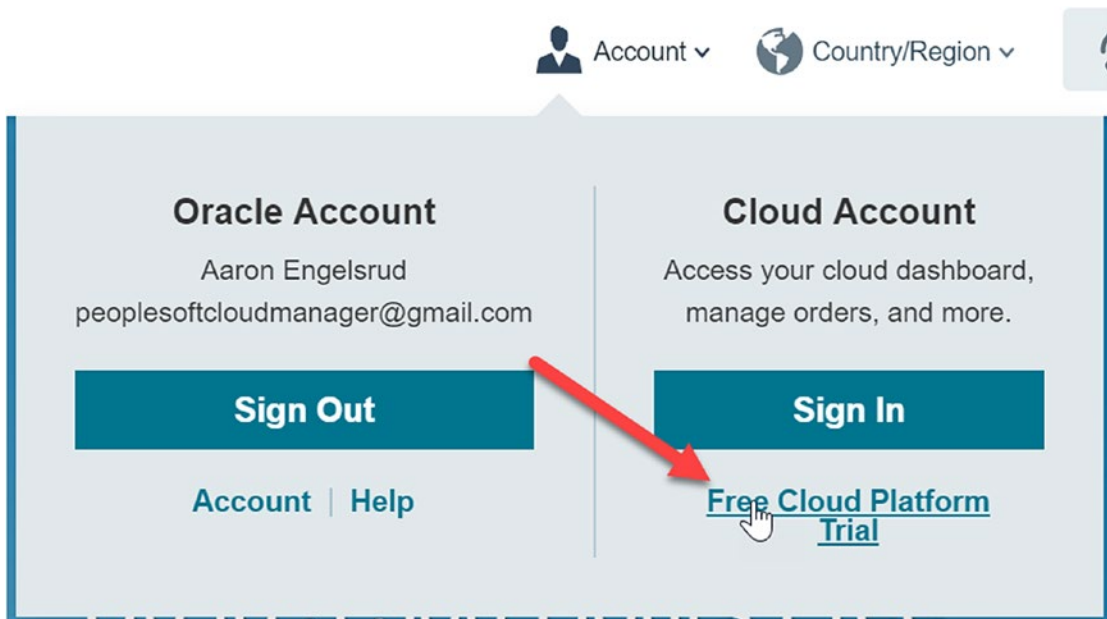 Account
Country/Region
Oracle Account
Aaron Engelsrud
peoplesoftcloudmanager@gmail.com
Sign Out
Account | Help
Cloud Account
Access your cloud dashboard,
manage orders, and more.
Sign In
Free Cloud Platform
Trial